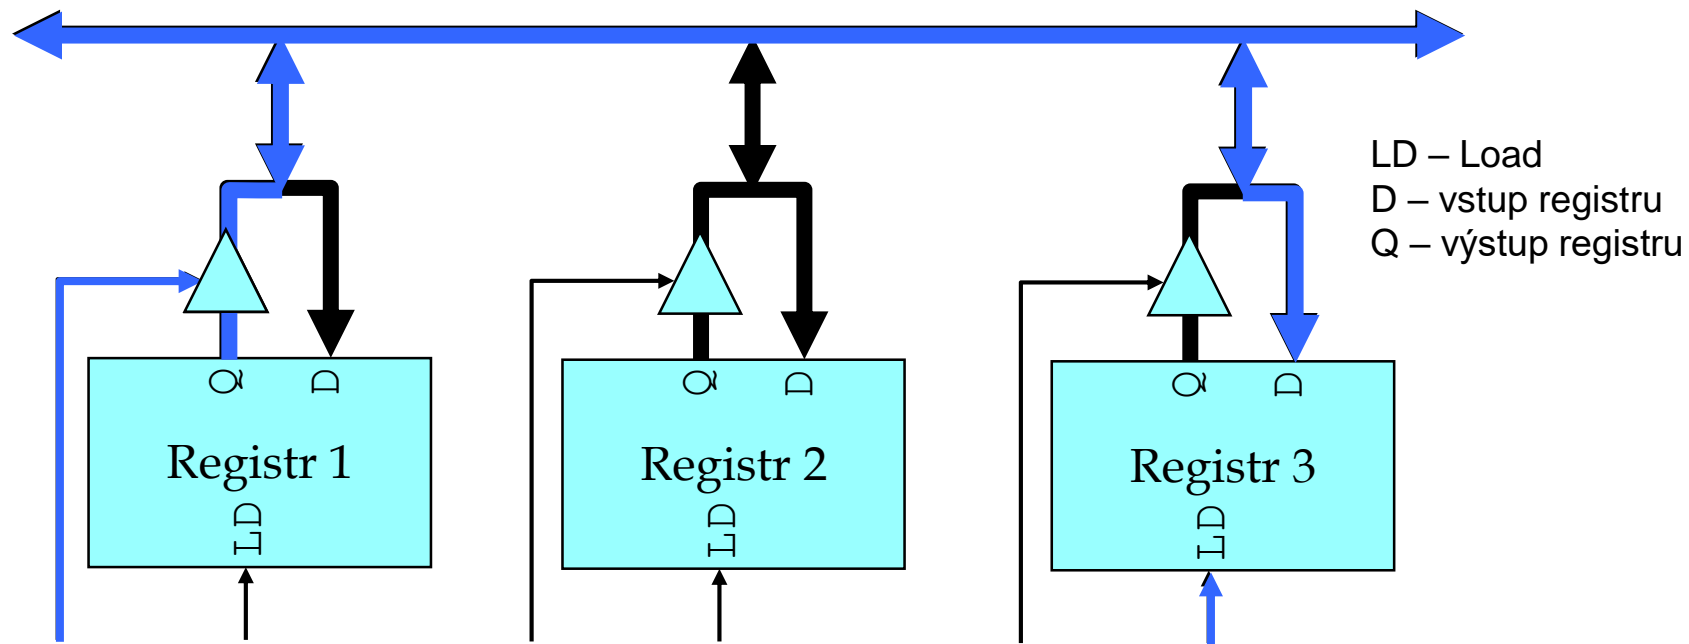 LD – Load
D – vstup registru
Q – výstup registru
Q D
Registr 1
LD
Q D
Registr 2
LD
Q D
Registr 3
LD